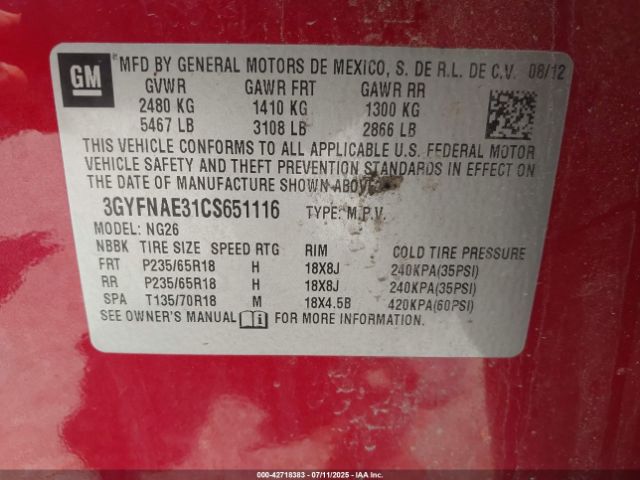 GM
MFD BY GENERAL MOTORS DE MEXICO, S. DE R.L. DE C.V. 08/12
GVWR GAWR FRT GAWR RR
2480 KG 1410 KG 1300 KG
5467 LB 3108 LB 2866 LB
THIS VEHICLE CONFORMS TO ALL APPLICABLE U.S. FEDERAL MOTOR
VEHICLE SAFETY AND THEFT PREVENTION STANDARDS IN EFFECT ON
THE DATE OF MANUFACTURE SHOWN ABOVE.
3GYFNAE31CS651116 TYPE: M.P.V.
MODEL: NG26
NBBK TIRE SIZE SPEED RTG RIM COLD TIRE PRESSURE
FRT P235/65R18 H 18X8J 240KPA(35PSI)
RR P235/65R18 H 18X8J 240KPA(35PSI)
SPA T135/70R18 M 18X4.5B 420KPA(60PSI)
SEE OWNER'S MANUAL i FOR MORE INFORMATION.
000-42718383 - 07/11/2025 - IAAI.CA